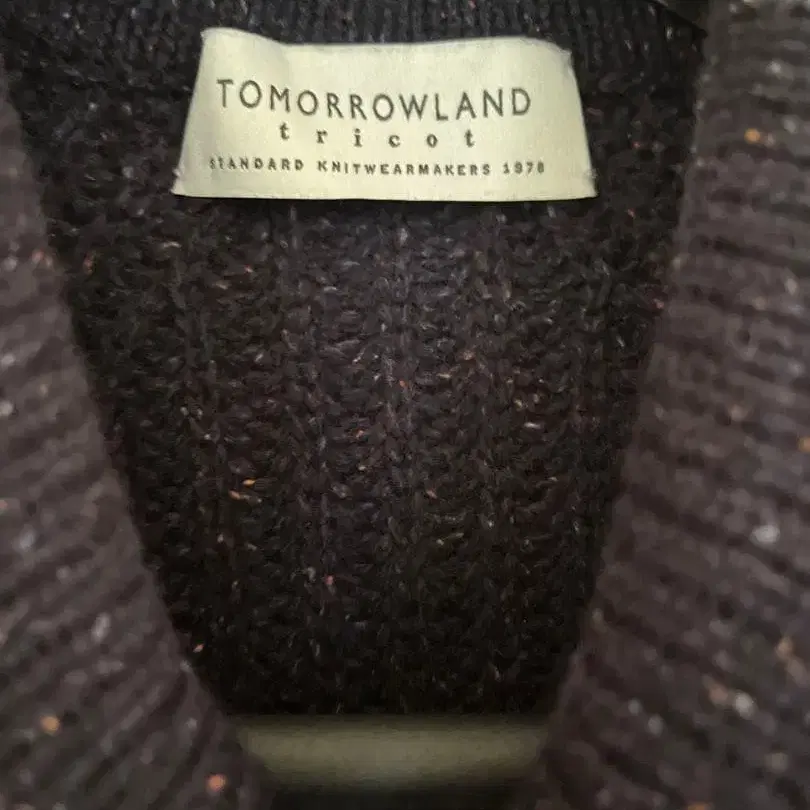 TOMORROWLAND
tricot
STANDARD KNITWEARMAKERS 1978